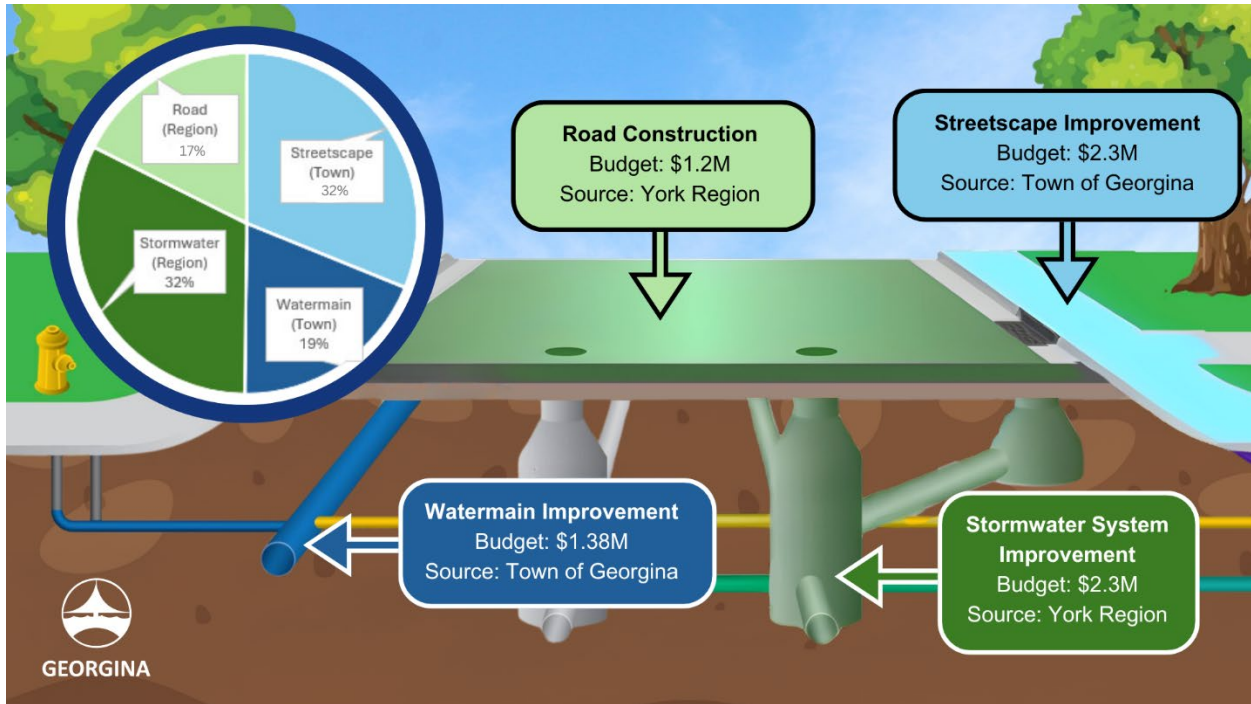 Road
(Region)
17%
Streetscape
(Town)
32%
Stormwater
(Region)
32%
Watermain
(Town)
19%
Road Construction
Budget: $1.2M
Source: York Region
Streetscape Improvement
Budget: $2.3M
Source: Town of Georgina
Watermain Improvement
Budget: $1.38M
Source: Town of Georgina
Stormwater System
Improvement
Budget: $2.3M
Source: York Region
GEORGINA